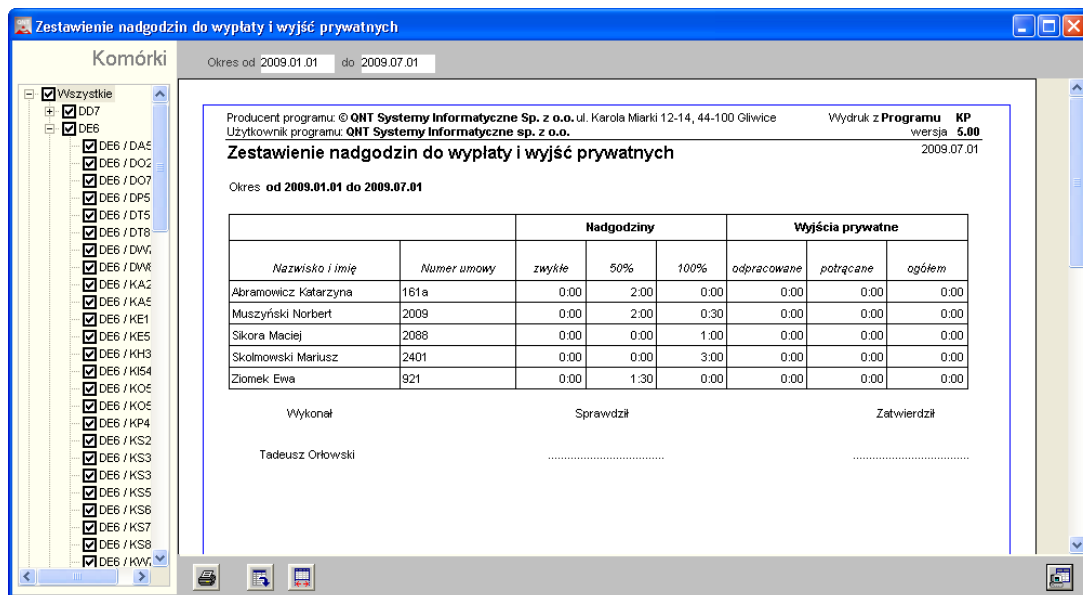 Zestawienie nadgodzin do wypłaty i wyjść prywatnych
Komórki
Okres od 2009.01.01 do 2009.07.01
Wszystkie
DD7
DE6
DE6 / DA5
DE6 / DO2
DE6 / DO7
DE6 / DP5
DE6 / DT5
DE6 / DT8
DE6 / KA2
DE6 / KA5
DE6 / KE1
DE6 / KE5
DE6 / KH3
DE6 / KI54
DE6 / KO5
DE6 / KO5
DE6 / KP4
DE6 / KS2
DE6 / KS3
DE6 / KS3
DE6 / KS5
DE6 / KS6
DE6 / KS7
DE6 / KS8
Producent programu: © QNT Systemy Informatyczne Sp. z o.o. ul. Karola Miarki 12-14, 44-100 Gliwice Wydruk z Programu KP
Użytkownik programu: QNT Systemy Informatyczne sp. z o.o. wersja 5.00
Zestawienie nadgodzin do wypłaty i wyjść prywatnych 2009.07.01
Okres od 2009.01.01 do 2009.07.01
Nadgodziny Wyjścia prywatne
Nazwisko i imię Numer umowy zwykłe 50% 100% odpracowane potrącane ogółem
Abramowicz Katarzyna 161a 0:00 2:00 0:00 0:00 0:00 0:00
Muszyński Norbert 2009 0:00 2:00 0:30 0:00 0:00 0:00
Sikora Maciej 2088 0:00 0:00 1:00 0:00 0:00 0:00
Skolmowski Mariusz 2401 0:00 0:00 3:00 0:00 0:00 0:00
Ziomek Ewa 921 0:00 1:30 0:00 0:00 0:00 0:00
Wykonał Sprawdził Zatwierdził
Tadeusz Orłowski ................................... ...................................